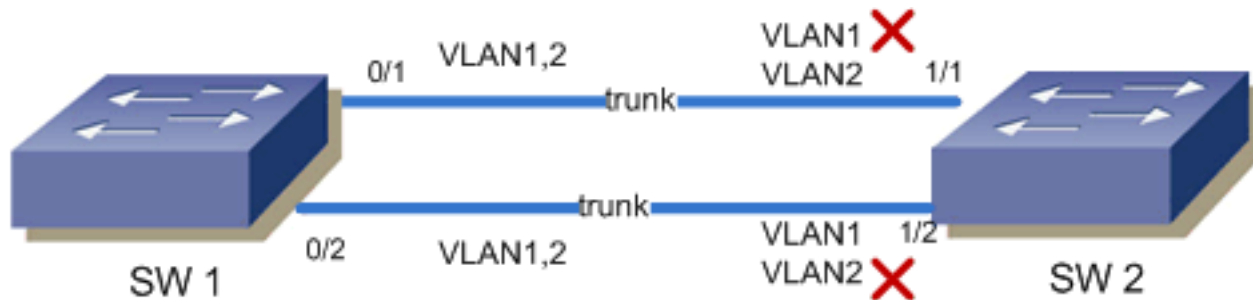 VLAN1
VLAN1,2
0/1
VLAN2
1/1
trunk
trunk
VLAN1
1/2
0/2
VLAN1,2
VLAN2
SW 1
SW 2